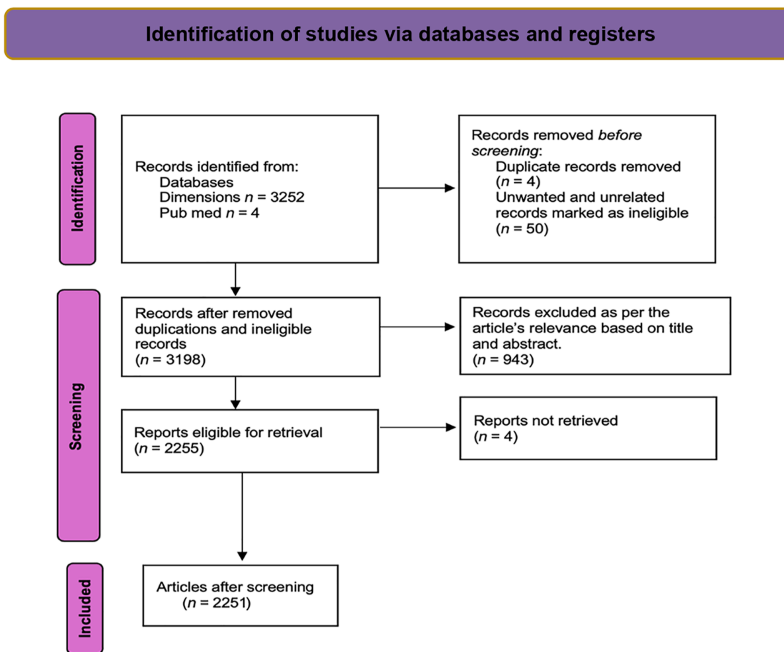 Identification of studies via databases and registers
Identification
Records identified from:
Databases
Dimensions n = 3252
Pub med n = 4
Records removed before
screening:
Duplicate records removed
(n = 4)
Unwanted and unrelated
records marked as ineligible
(n = 50)
Screening
Records after removed
duplications and ineligible
records
(n = 3198)
Records excluded as per the
article's relevance based on title
and abstract.
(n = 943)
Reports eligible for retrieval
(n = 2255)
Reports not retrieved
(n = 4)
Included
Articles after screening
(n = 2251)